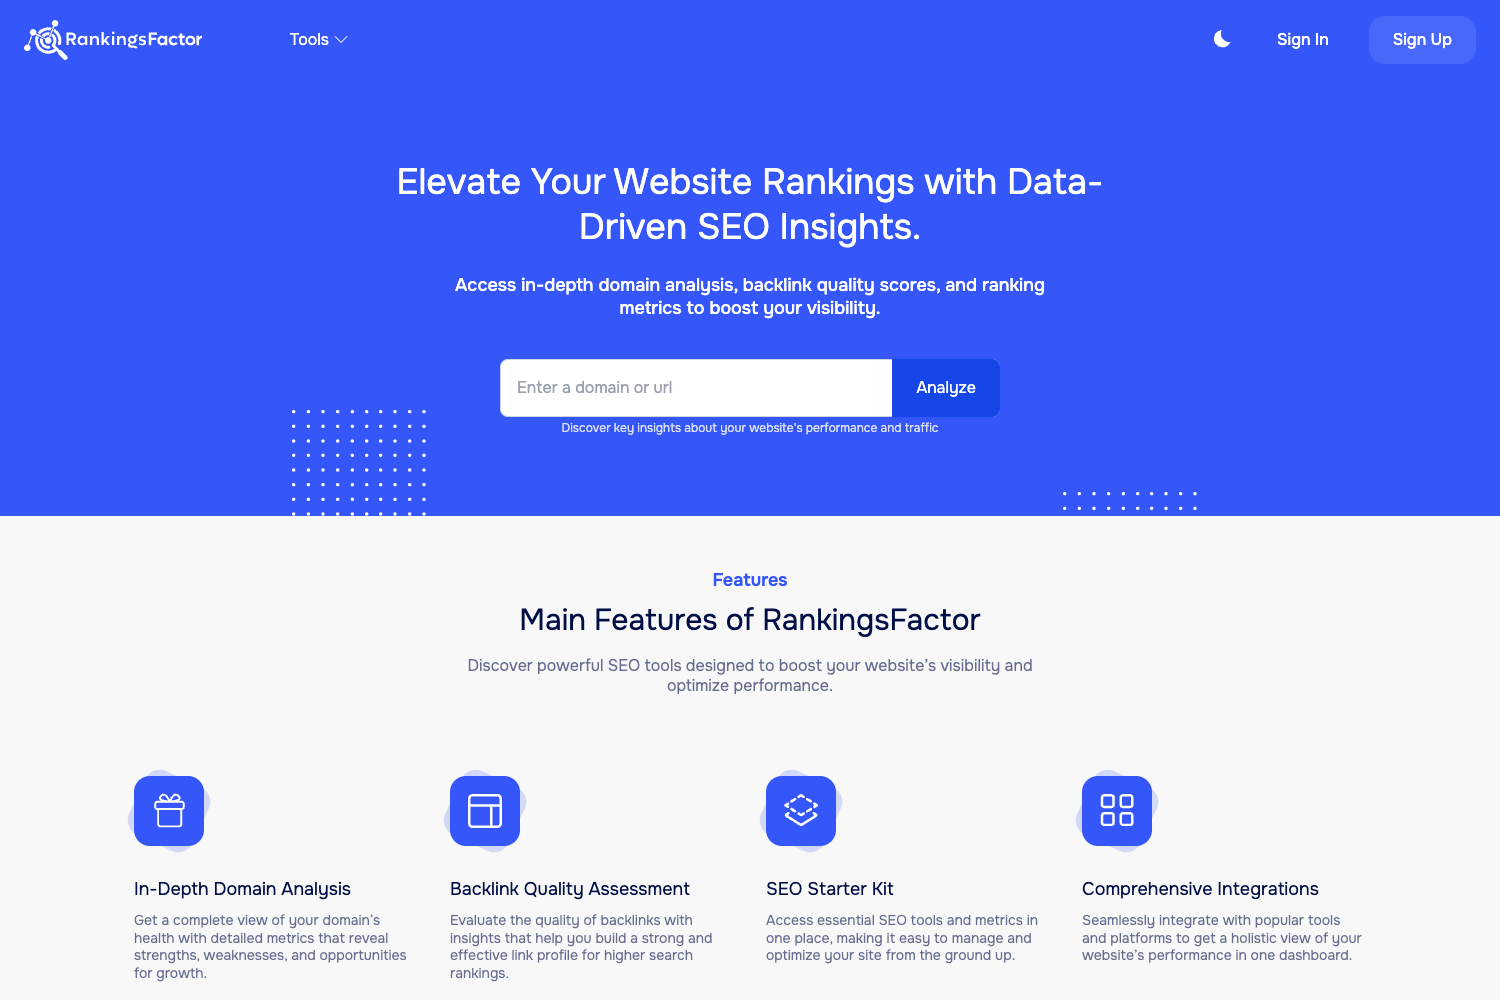 RankingsFactor
Tools
Sign In
Sign Up
Elevate Your Website Rankings with Data-
Driven SEO Insights.
Access in-depth domain analysis, backlink quality scores, and ranking
metrics to boost your visibility.
Enter a domain or url
Analyze
Discover key insights about your website's performance and traffic
Features
Main Features of RankingsFactor
Discover powerful SEO tools designed to boost your website's visibility and
optimize performance.
In-Depth Domain Analysis
Get a complete view of your domain's
health with detailed metrics that reveal
strengths, weaknesses, and opportunities
for growth.
Backlink Quality Assessment
Evaluate the quality of backlinks with
insights that help you build a strong and
effective link profile for higher search
rankings.
SEO Starter Kit
Access essential SEO tools and metrics in
one place, making it easy to manage and
optimize your site from the ground up.
Comprehensive Integrations
Seamlessly integrate with popular tools
and platforms to get a holistic view of your
website's performance in one dashboard.